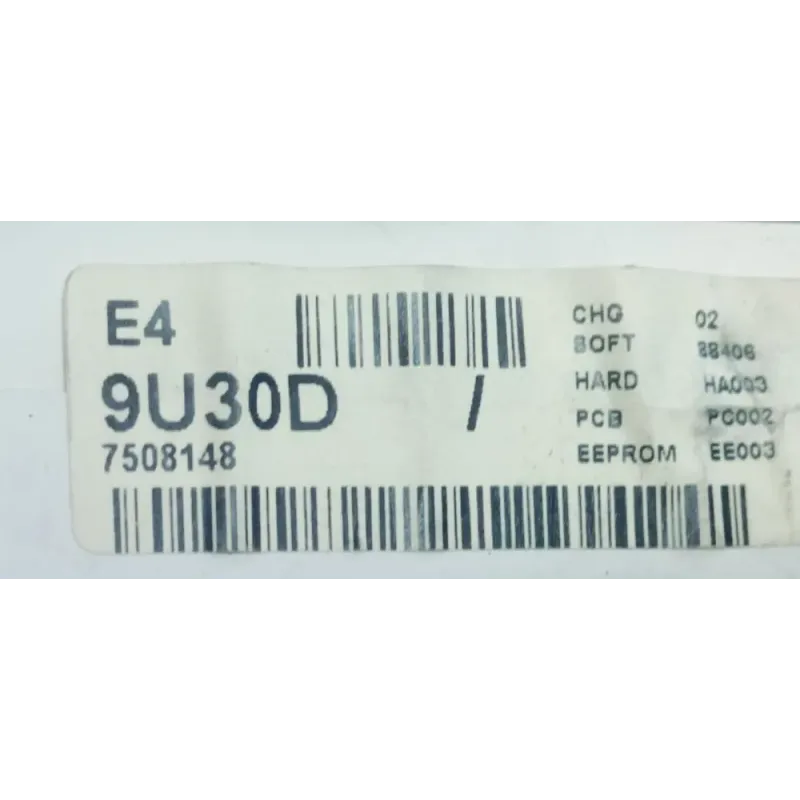 E4
9U30D /
7508148
CHG 02
SOFT 88406
HARD HA003
PCB PC002
EEPROM EE003